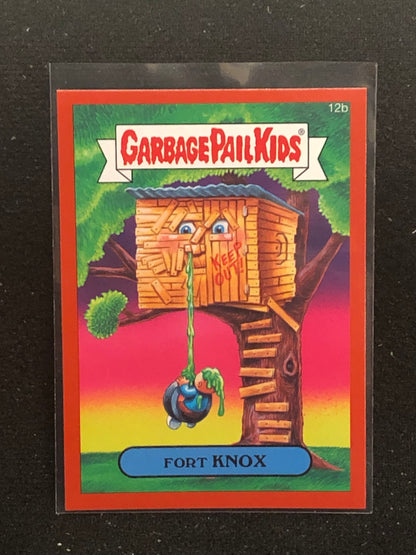 12b
GARBAGE PAIL KIDS®
KEEP
OUT!
FORT KNOX